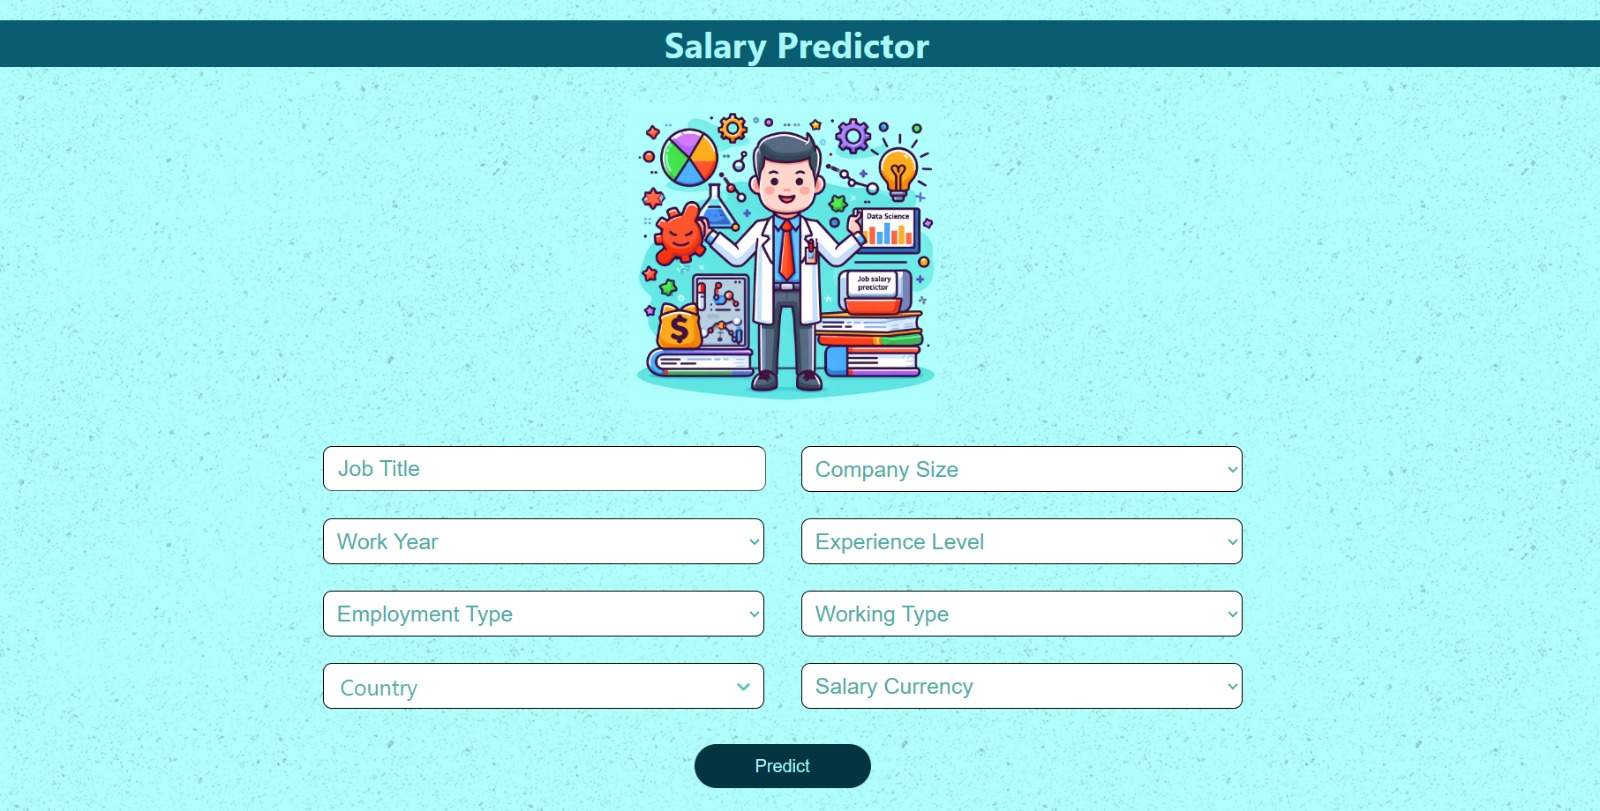 Salary Predictor
Data Science
Job salary
precictor
$
Job Title
Company Size
Work Year
Experience Level
Employment Type
Working Type
Country
Salary Currency
Predict